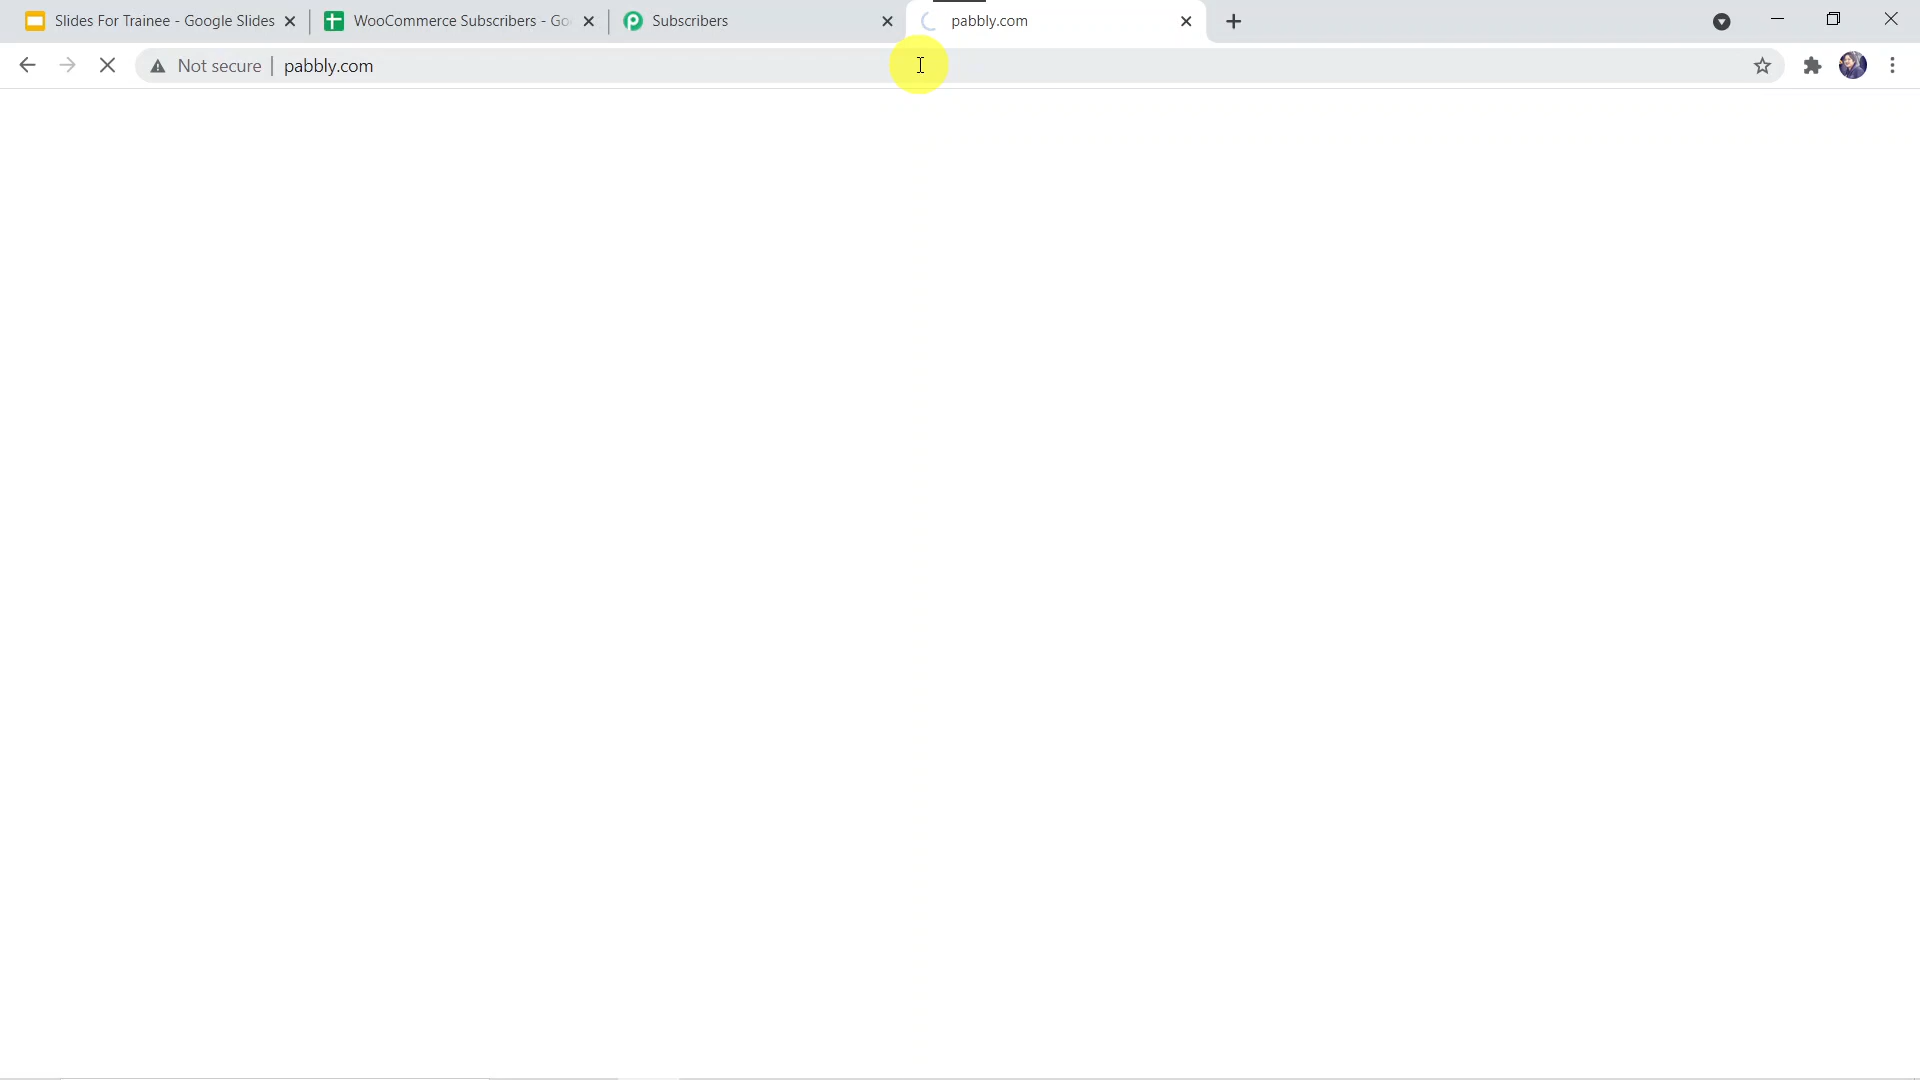 Slides For Trainee - Google Slides
WooCommerce Subscribers - Go
Subscribers
pabbly.com
Not secure
pabbly.com